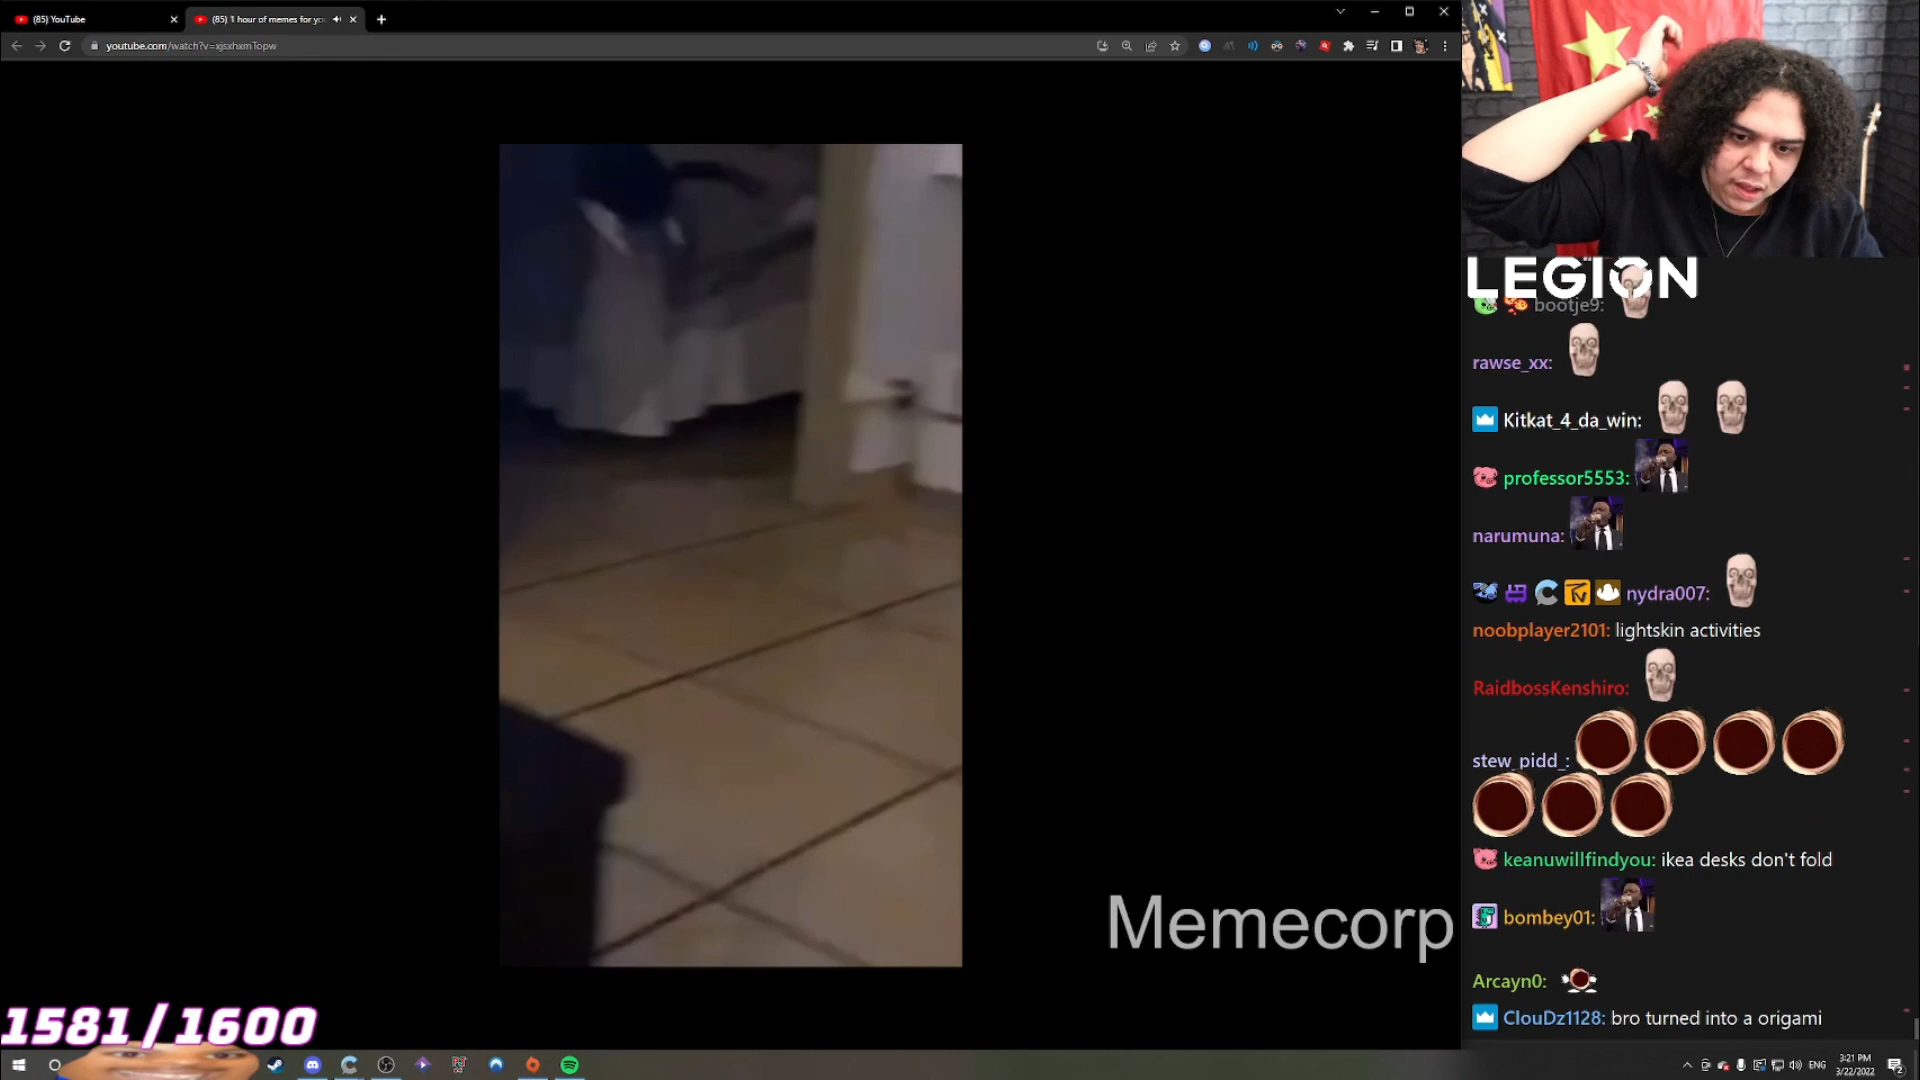 (85) YouTube
(85) 1 hour of memes for yo
youtube.com/watch?v=xjsxhxmTopw
LEGION
bootje9:
rawse_xx:
Kitkat_4_da_win:
professor5553:
narumuna:
nydra007:
noobplayer2101: lightskin activities
RaidbossKenshiro:
stew_pidd_:
keanuwillfindyou: ikea desks don't fold
bombey01:
Arcayn0:
ClouDz1128: bro turned into a origami
Memecorp
1581/1600
ENG
3:21 PM
3/22/2022